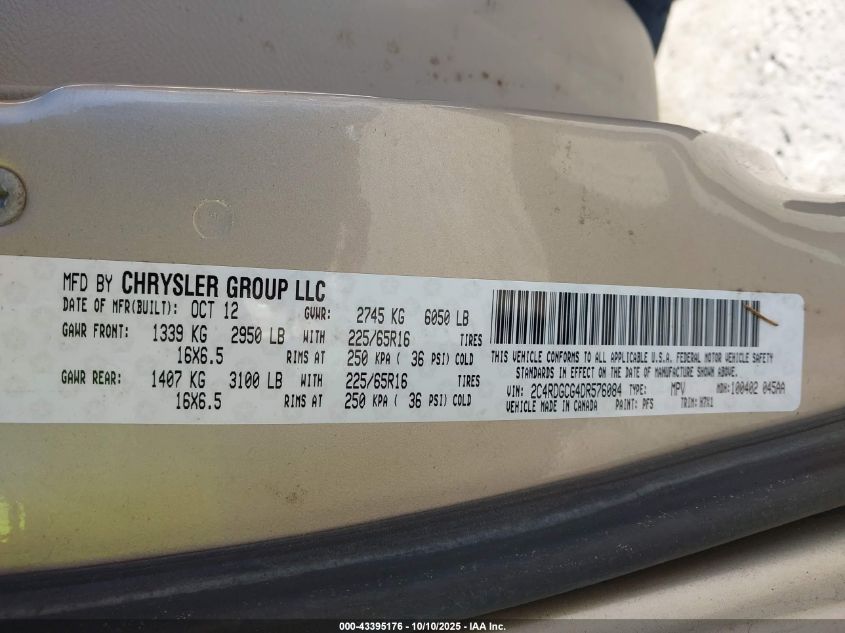 MFD BY CHRYSLER GROUP LLC
DATE OF MFR(BUILT): OCT 12 GVWR: 2745 KG 6050 LB
GAWR FRONT: 1339 KG 2950 LB WITH 225/65R16 TIRES
16X6.5 RIMS AT 250 KPA ( 36 PSI) COLD
GAWR REAR: 1407 KG 3100 LB WITH 225/65R16 TIRES
16X6.5 RIMS AT 250 KPA ( 36 PSI) COLD
THIS VEHICLE CONFORMS TO ALL APPLICABLE U.S.A. FEDERAL MOTOR VEHICLE SAFETY
STANDARDS IN EFFECT ON THE DATE OF MANUFACTURE SHOWN ABOVE.
VIN: 2C4RDGCG4DR576084 TYPE: MPV MDH: 100402 045AA
VEHICLE MADE IN CANADA PAINT: PFS TRIM:
000-43395176 - 10/10/2025 - IAA Inc.